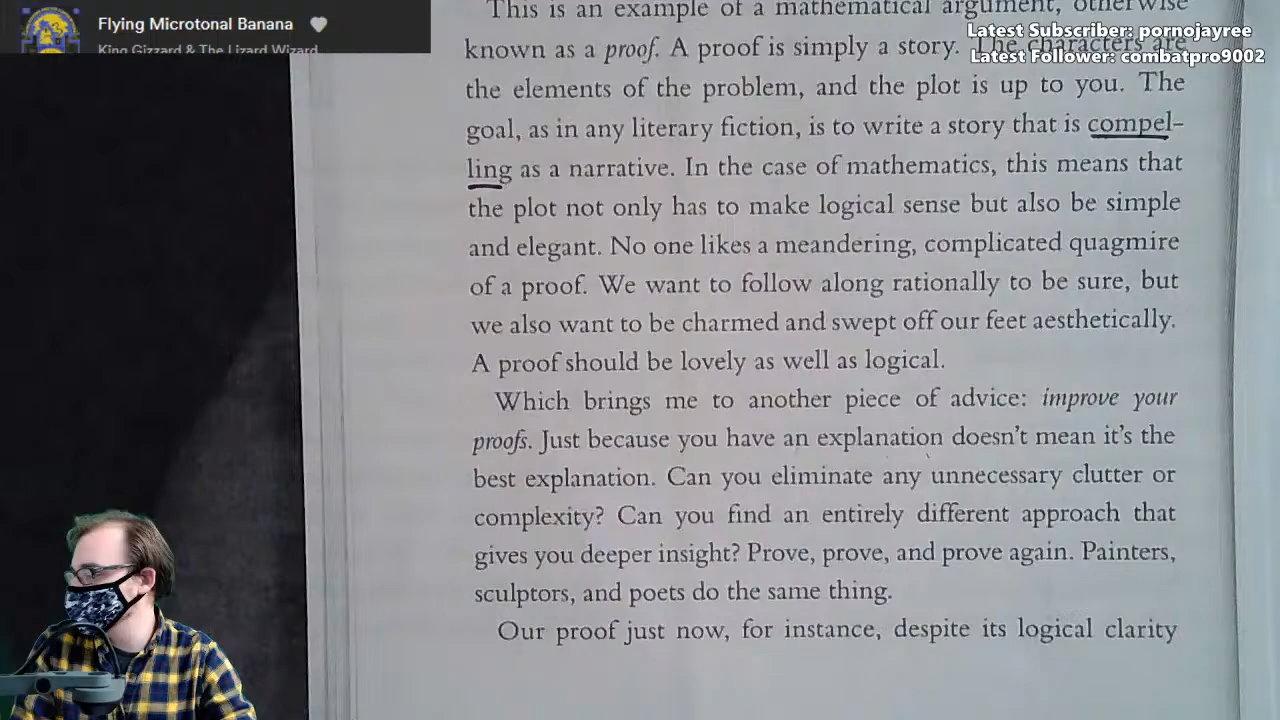 Flying Microtonal Banana
King Gizzard & The Lizard Wizard
Latest Subscriber: pornojayree
Latest Follower: combatpro9002
This is an example of a mathematical argument, otherwise
known as a proof. A proof is simply a story. The characters are
the elements of the problem, and the plot is up to you. The
goal, as in any literary fiction, is to write a story that is compel-
ling as a narrative. In the case of mathematics, this means that
the plot not only has to make logical sense but also be simple
and elegant. No one likes a meandering, complicated quagmire
of a proof. We want to follow along rationally to be sure, but
we also want to be charmed and swept off our feet aesthetically.
A proof should be lovely as well as logical.
Which brings me to another piece of advice: improve your
proofs. Just because you have an explanation doesn't mean it's the
best explanation. Can you eliminate any unnecessary clutter or
complexity? Can you find an entirely different approach that
gives you deeper insight? Prove, prove, and prove again. Painters,
sculptors, and poets do the same thing.
Our proof just now, for instance, despite its logical clarity